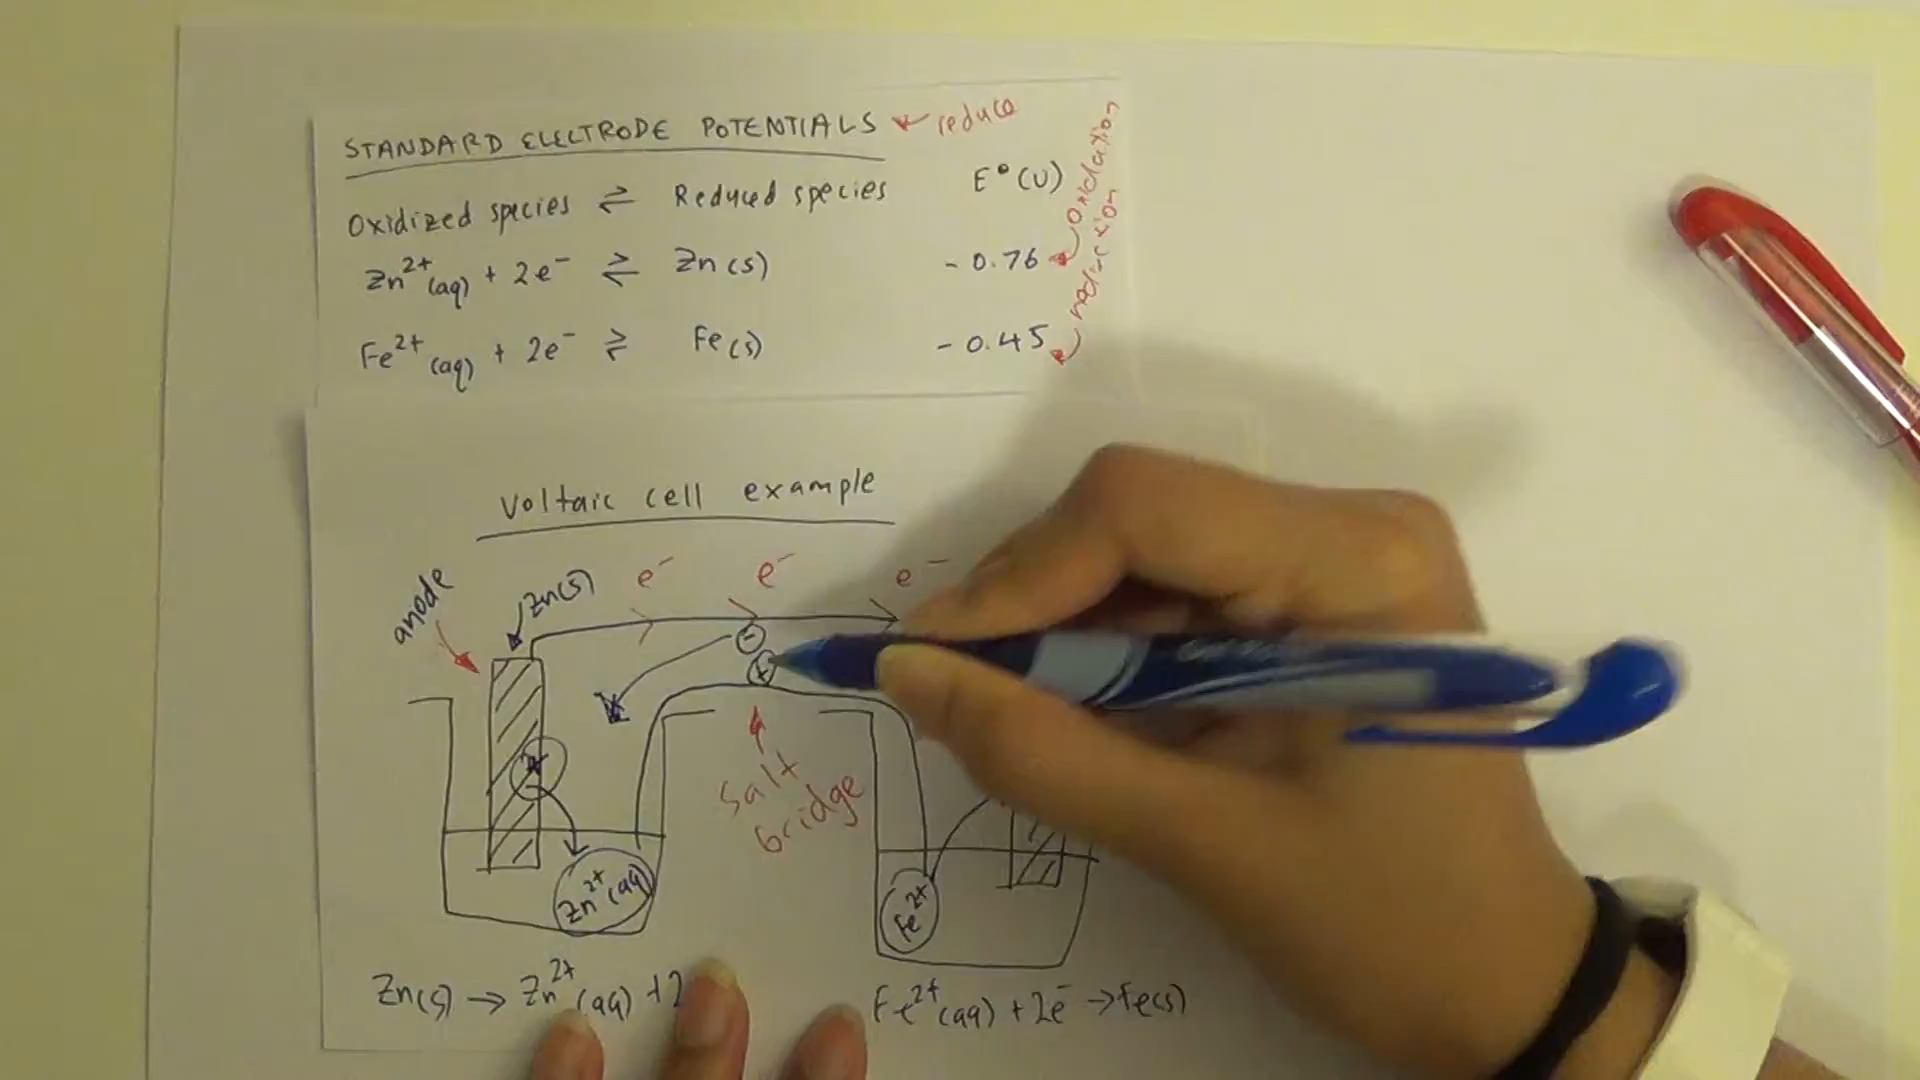 STANDARD ELECTRODE POTENTIALS reduce
Oxidized species ⇌ Reduced species E°(V)
Zn²⁺(aq) + 2e⁻ ⇌ Zn(s) - 0.76 oxidation
Fe²⁺(aq) + 2e⁻ ⇌ Fe(s) - 0.45 reduction
Voltaic cell example
anode
Zn(s)
e⁻ e⁻ e⁻
-
+
salt
bridge
Zn²⁺(aq)
Fe²⁺
Zn(s) → Zn²⁺(aq) + 2
Fe²⁺(aq) + 2e⁻ → Fe(s)